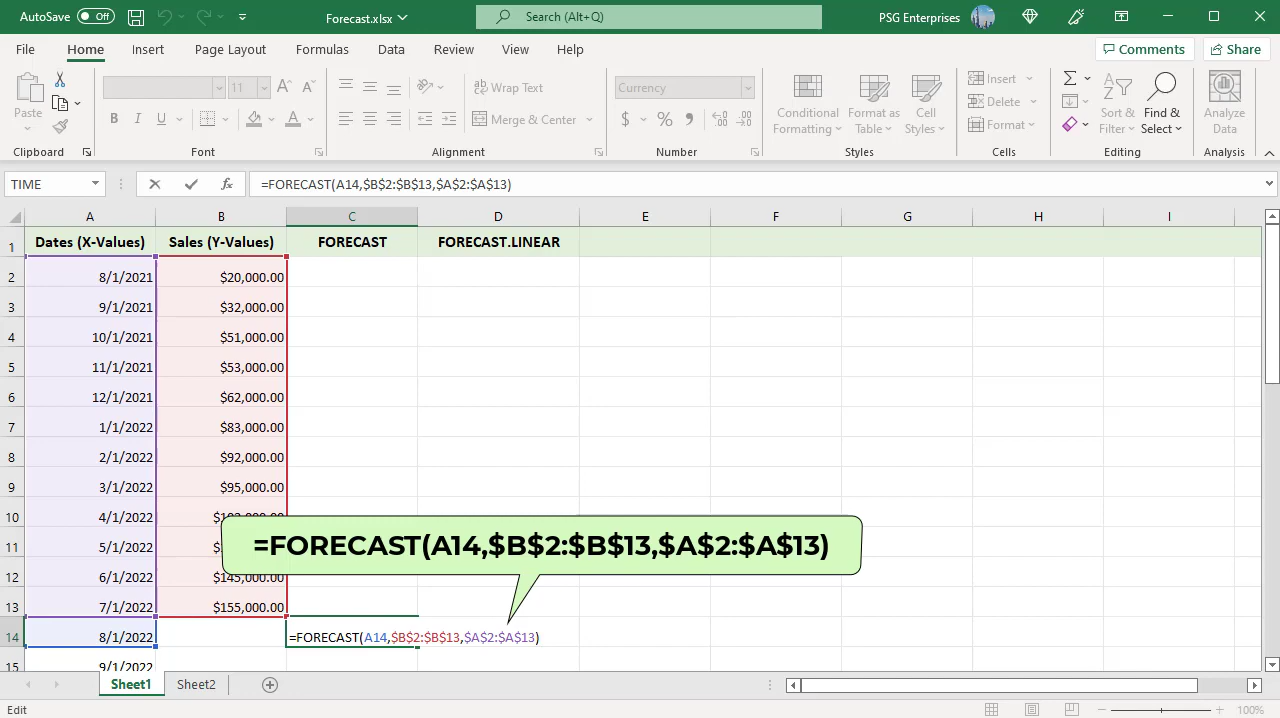 AutoSave Off Forecast.xlsx Search (Alt+Q) PSG Enterprises
File Home Insert Page Layout Formulas Data Review View Help Comments Share
Paste 11 Wrap Text Currency Conditional Formatting Format as Table Cell Styles Insert Sort & Filter Find & Select Analyze Data
B I U Merge & Center $ % Delete
Format
Clipboard Font Alignment Number Styles Cells Editing Analysis
TIME =FORECAST(A14,$B$2:$B$13,$A$2:$A$13)
A B C D E F G H I
1 Dates (X-Values) Sales (Y-Values) FORECAST FORECAST.LINEAR
2 8/1/2021 $20,000.00
3 9/1/2021 $32,000.00
4 10/1/2021 $51,000.00
5 11/1/2021 $53,000.00
6 12/1/2021 $62,000.00
7 1/1/2022 $83,000.00
8 2/1/2022 $92,000.00
9 3/1/2022 $95,000.00
10 4/1/2022
=FORECAST(A14,$B$2:$B$13,$A$2:$A$13)
11 5/1/2022
12 6/1/2022 $145,000.00
13 7/1/2022 $155,000.00
14 8/1/2022 =FORECAST(A14,$B$2:$B$13,$A$2:$A$13)
15 9/1/2022
Sheet1 Sheet2
Edit 100%